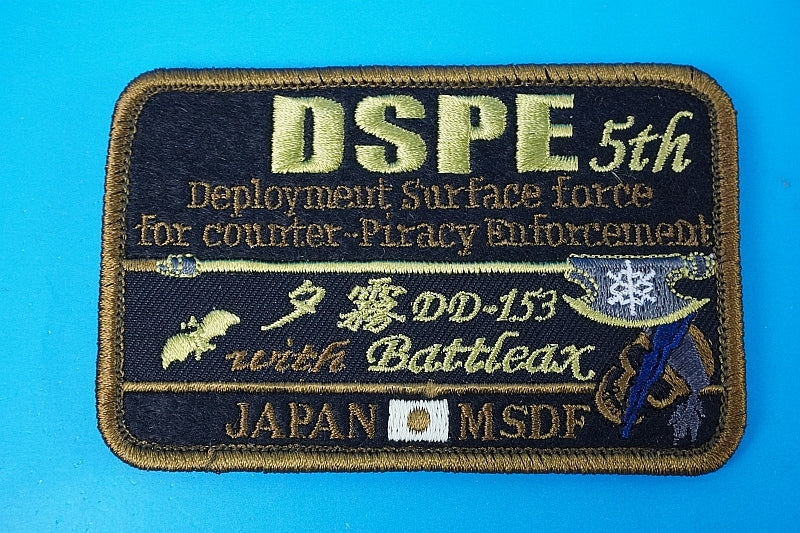 DSPE 5th
Deployment Surface force
for counter-Piracy Enforcement
夕霧 DD-153
with Battleax
JAPAN MSDF